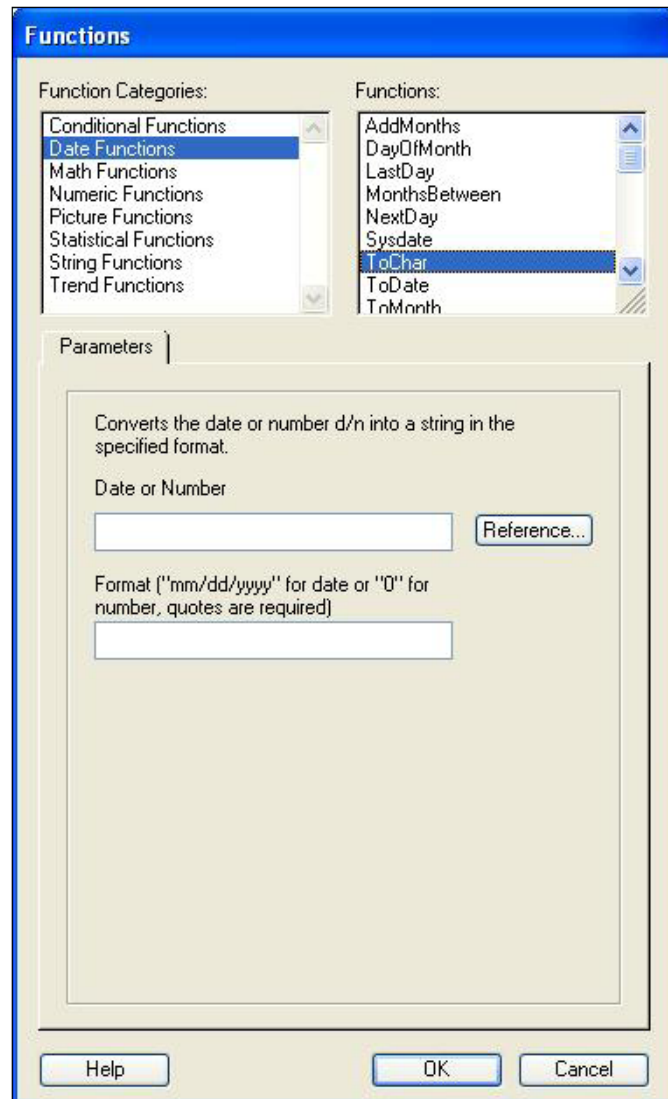 Functions
Function Categories:
Functions:
Conditional Functions
Date Functions
Math Functions
Numeric Functions
Picture Functions
Statistical Functions
String Functions
Trend Functions
AddMonths
DayOfMonth
LastDay
MonthsBetween
NextDay
Sysdate
ToChar
ToDate
ToMonth
Parameters
Converts the date or number d/n into a string in the
specified format.
Date or Number
Reference...
Format ("mm/dd/yyyy" for date or "0" for
number, quotes are required)
Help
OK
Cancel